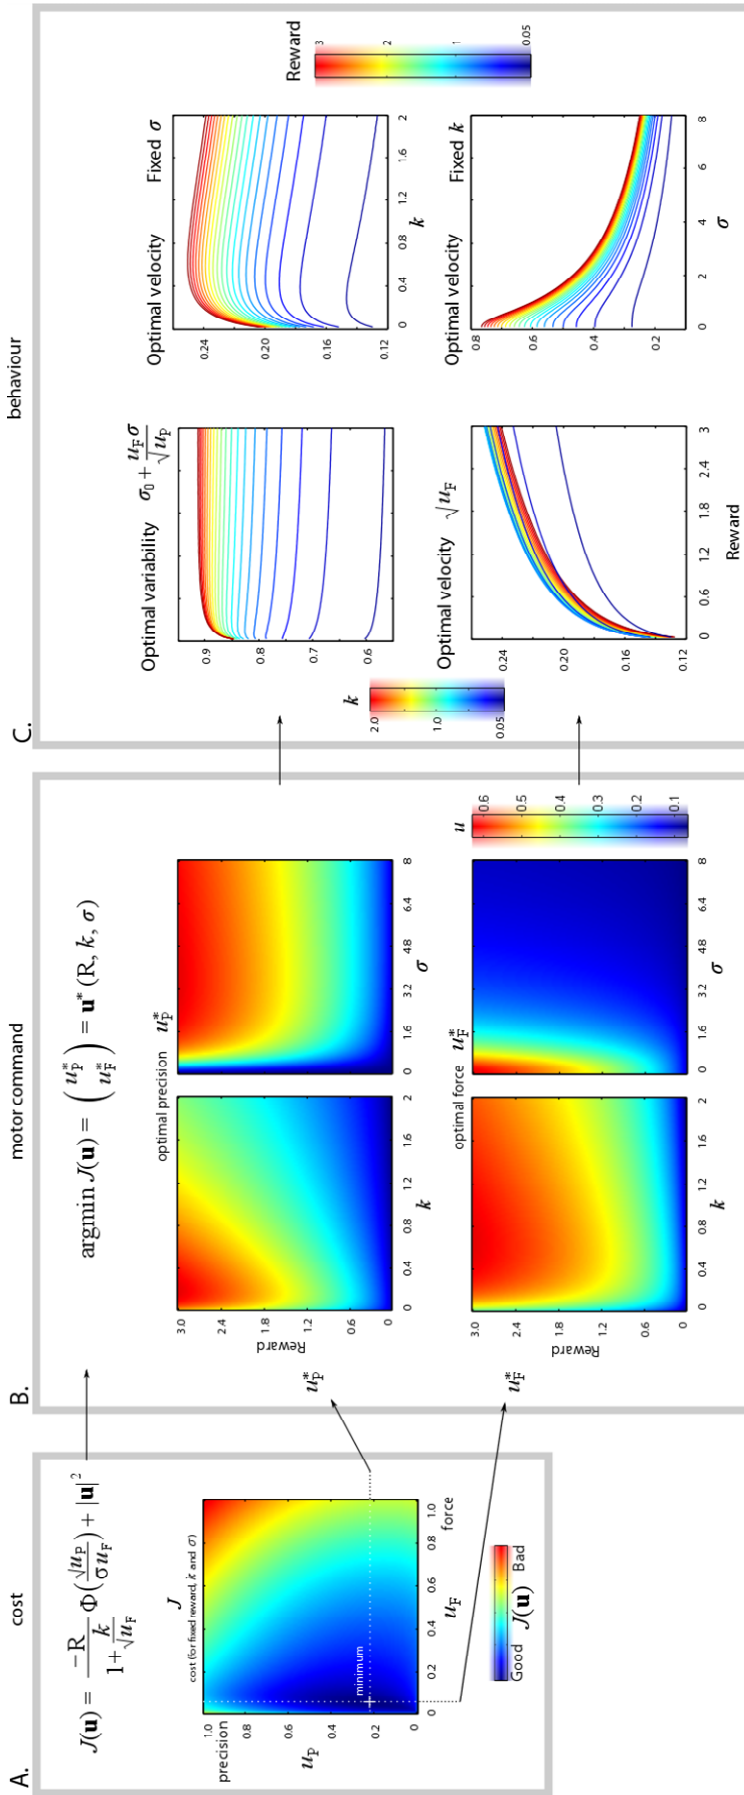 A.
cost
J(u) = −R / (1 + k/√u_F) Φ(√u_P / σu_F) + |u|²
J
cost (for fixed reward, k and σ)
precision
u_P
1.0
0.8
0.6
0.4
0.2
0
minimum
0 0.2 0.4 0.6 0.8 1.0
u_F
force
Good J(u) Bad
B.
motor command
argmin J(u) = (u*_P u*_F) = u* (R, k, σ)
u*_P
u*_F
optimal precision u*_P
Reward
3.0
2.4
1.8
1.2
0.6
0
0 0.4 0.8 1.2 1.6 2
k
0 1.6 3.2 4.8 6.4 8
σ
optimal force u*_F
Reward
3.0
2.4
1.8
1.2
0.6
0
0 0.4 0.8 1.2 1.6 2
k
0 1.6 3.2 4.8 6.4 8
σ
u
0.6
0.5
0.4
0.3
0.2
0.1
C.
behaviour
k
2.0
1.0
0.05
Optimal variability σ₀ + u_F σ / √u_P
0.9
0.8
0.7
0.6
Optimal velocity Fixed σ
0.24
0.20
0.16
0.12
0 0.4 0.8 1.2 1.6 2
k
Reward
3
2
1
0.05
Optimal velocity √u_F
0.24
0.20
0.16
0.12
0 0.6 1.2 1.8 2.4 3
Reward
Optimal velocity Fixed k
0.8
0.6
0.4
0.2
0 2 4 6 8
σ